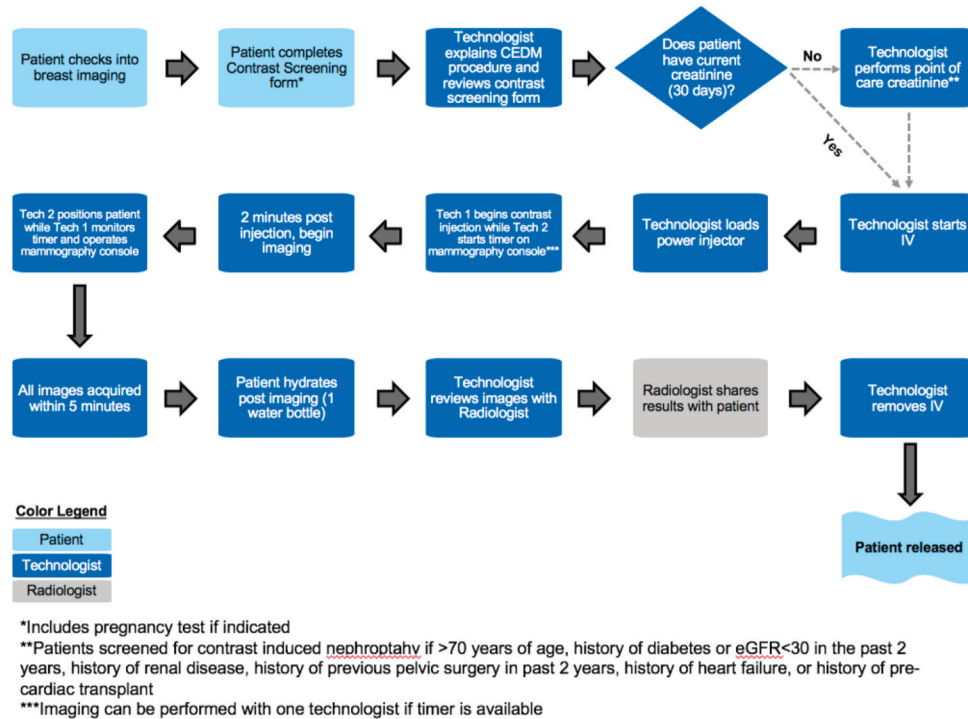 Patient checks into
breast imaging
Patient completes
Contrast Screening
form*
Technologist
explains CEDM
procedure and
reviews contrast
screening form
Does patient
have current
creatinine
(30 days)?
No
Technologist
performs point of
care creatinine**
Yes
Technologist starts
IV
Technologist loads
power injector
Tech 1 begins contrast
injection while Tech 2
starts timer on
mammography console***
2 minutes post
injection, begin
imaging
Tech 2 positions patient
while Tech 1 monitors
timer and operates
mammography console
All images acquired
within 5 minutes
Patient hydrates
post imaging (1
water bottle)
Technologist
reviews images with
Radiologist
Radiologist shares
results with patient
Technologist
removes IV
Patient released
Color Legend
Patient
Technologist
Radiologist
*Includes pregnancy test if indicated
**Patients screened for contrast induced nephroptahy if >70 years of age, history of diabetes or eGFR<30 in the past 2
years, history of renal disease, history of previous pelvic surgery in past 2 years, history of heart failure, or history of pre-
cardiac transplant
***Imaging can be performed with one technologist if timer is available